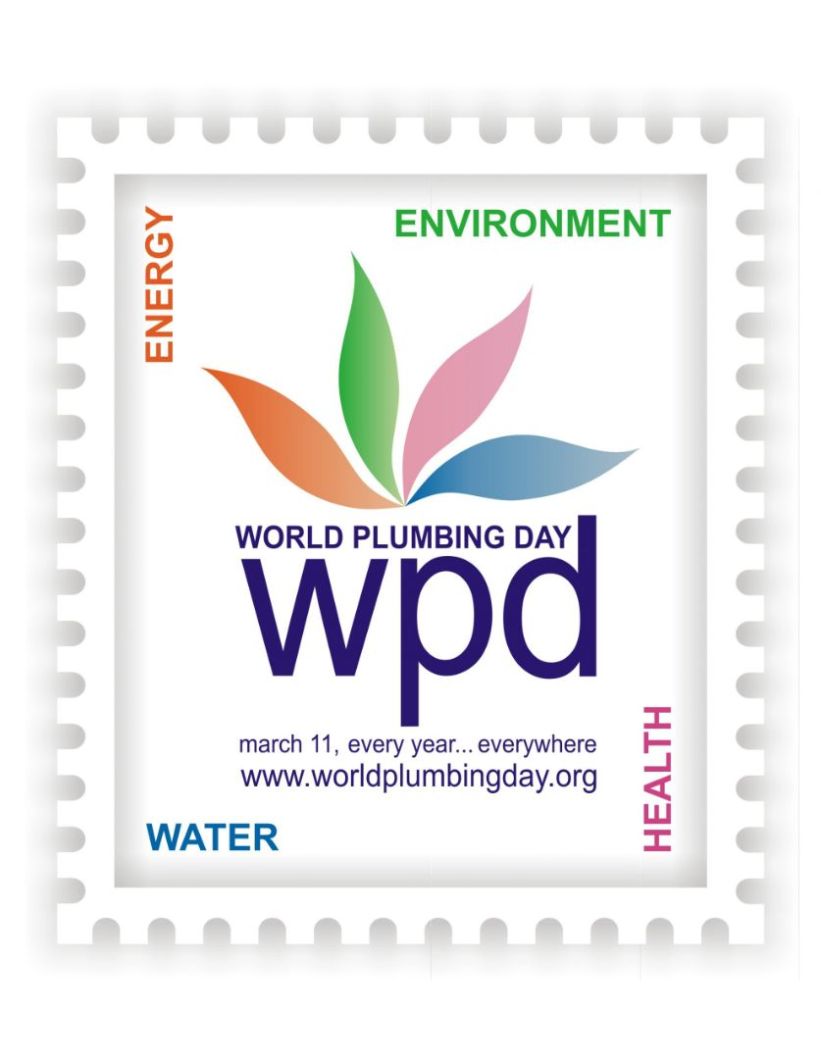 ENERGY
ENVIRONMENT
WORLD PLUMBING DAY
wpd
march 11, every year... everywhere
www.worldplumbingday.org
HEALTH
WATER